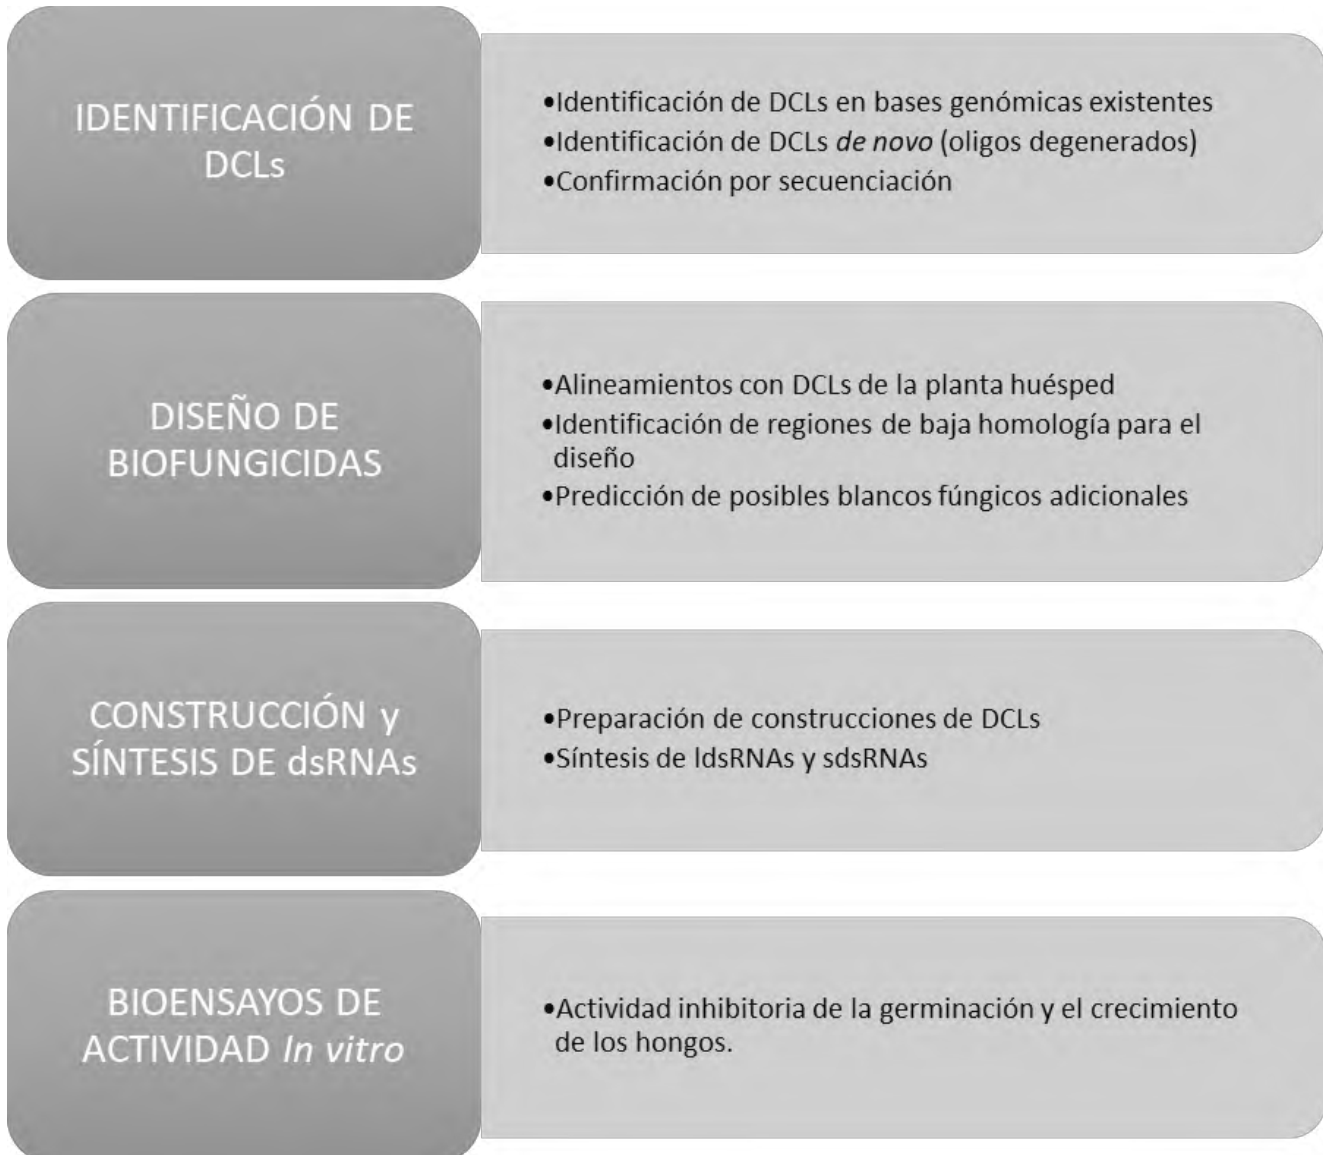 IDENTIFICACIÓN DE
DCLs
•Identificación de DCLs en bases genómicas existentes
•Identificación de DCLs de novo (oligos degenerados)
•Confirmación por secuenciación
DISEÑO DE
BIOFUNGICIDAS
•Alineamientos con DCLs de la planta huésped
•Identificación de regiones de baja homología para el
diseño
•Predicción de posibles blancos fúngicos adicionales
CONSTRUCCIÓN y
SÍNTESIS DE dsRNAs
•Preparación de construcciones de DCLs
•Síntesis de ldsRNAs y sdsRNAs
BIOENSAYOS DE
ACTIVIDAD In vitro
•Actividad inhibitoria de la germinación y el crecimiento
de los hongos.